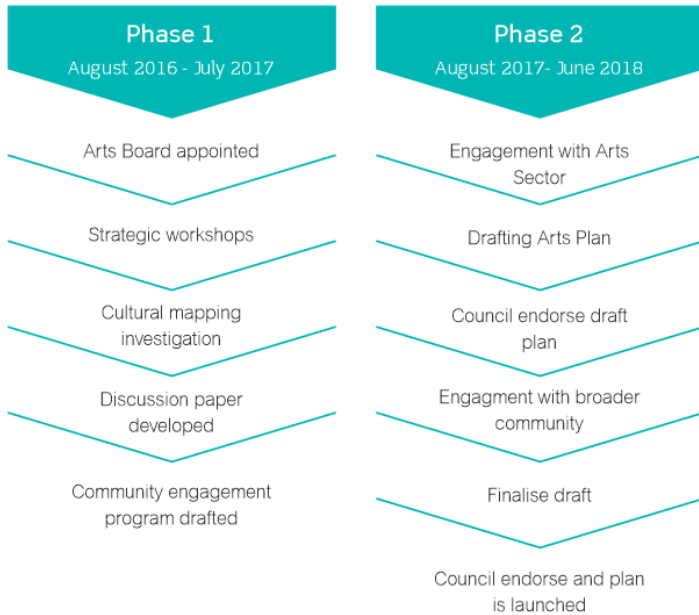 Phase 1
August 2016 - July 2017
Arts Board appointed
Strategic workshops
Cultural mapping
investigation
Discussion paper
developed
Community engagement
program drafted
Phase 2
August 2017- June 2018
Engagement with Arts
Sector
Drafting Arts Plan
Council endorse draft
plan
Engagment with broader
community
Finalise draft
Council endorse and plan
is launched